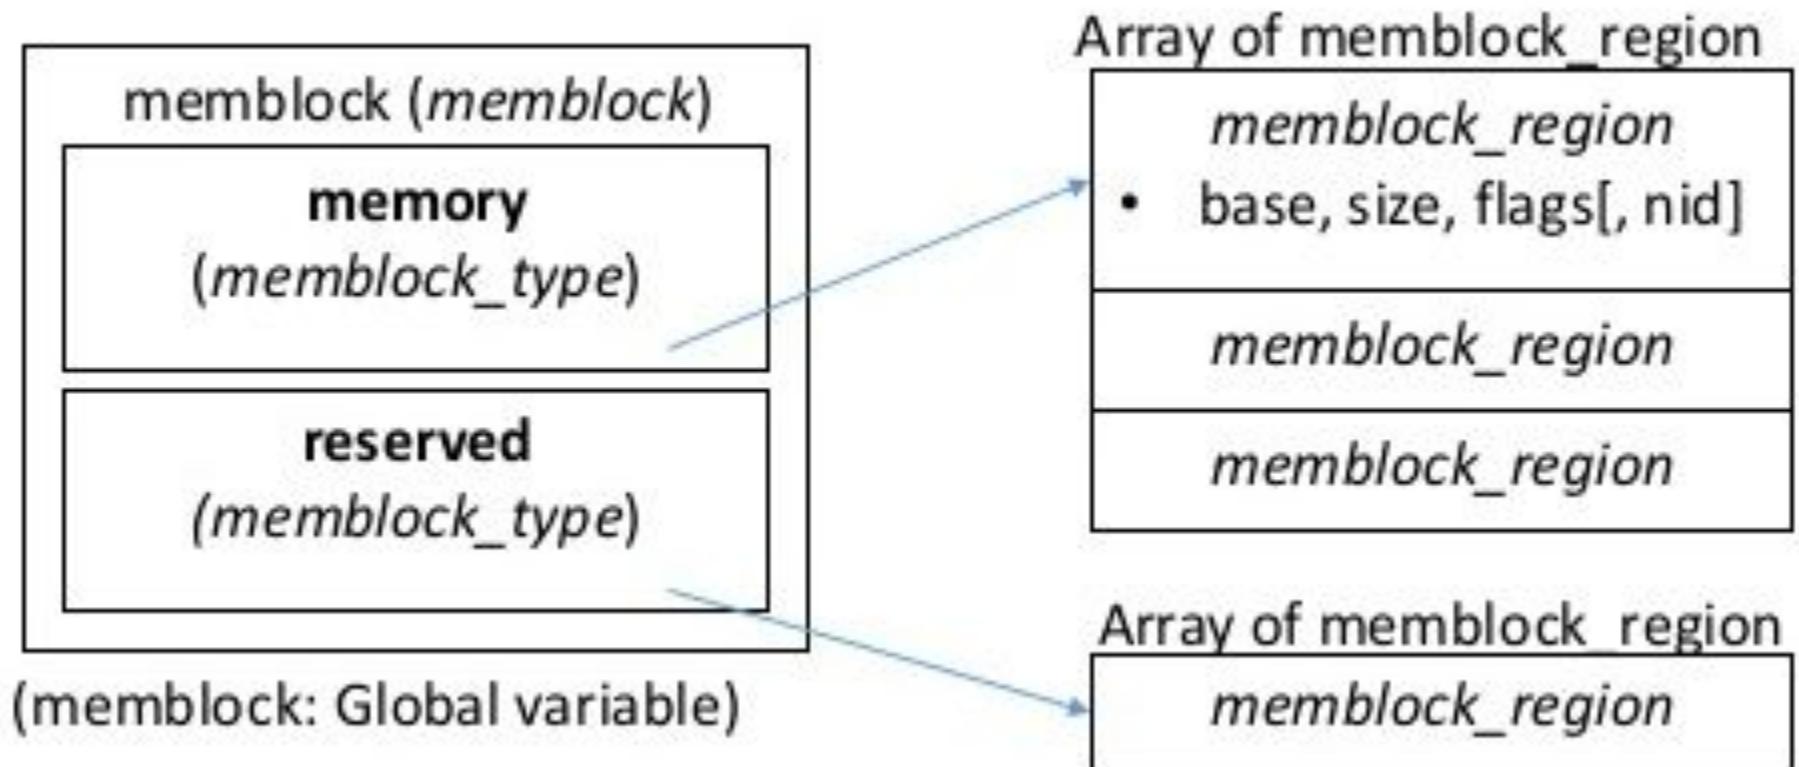 memblock (memblock)
memory
(memblock_type)
reserved
(memblock_type)
(memblock: Global variable)
Array of memblock_region
memblock_region
• base, size, flags[, nid]
memblock_region
memblock_region
Array of memblock_region
memblock_region